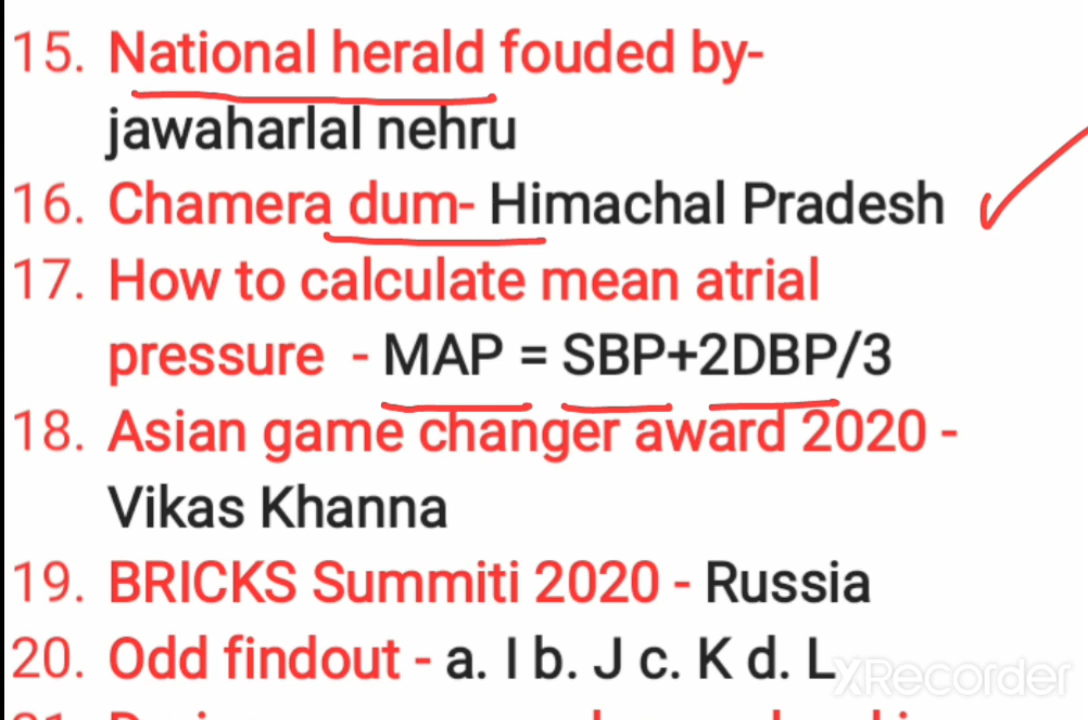 15. National herald fouded by-
jawaharlal nehru
16. Chamera dum- Himachal Pradesh
17. How to calculate mean atrial
pressure - MAP = SBP+2DBP/3
18. Asian game changer award 2020 -
Vikas Khanna
19. BRICKS Summiti 2020 - Russia
20. Odd findout - a. I b. J c. K d. L
XRecorder